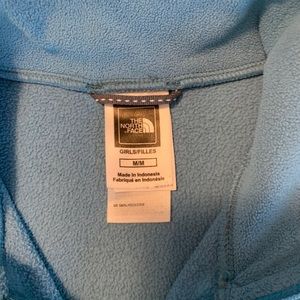 THE
NORTH
FACE
GIRLS/FILLES
M/M
Made in Indonesia
Fabriqué en Indonésie